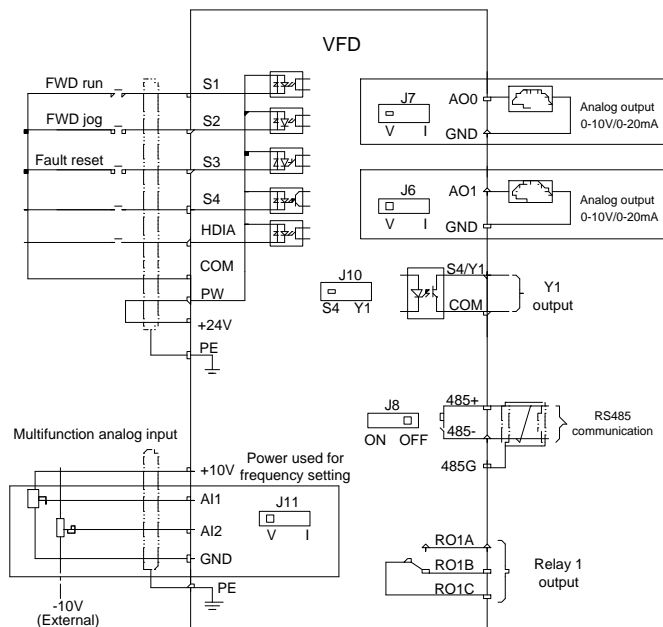 VFD
FWD run
S1
FWD jog
S2
Fault reset
S3
S4
HDIA
COM
PW
+24V
PE
J7
V I
AO0
GND
Analog output
0-10V/0-20mA
J6
V I
AO1
GND
Analog output
0-10V/0-20mA
J10
S4 Y1
S4/Y1
COM
Y1
output
J8
ON OFF
485+
485-
485G
RS485
communication
Multifunction analog input
+10V
Power used for
frequency setting
AI1
AI2
GND
PE
J11
V I
-10V
(External)
RO1A
RO1B
RO1C
Relay 1
output